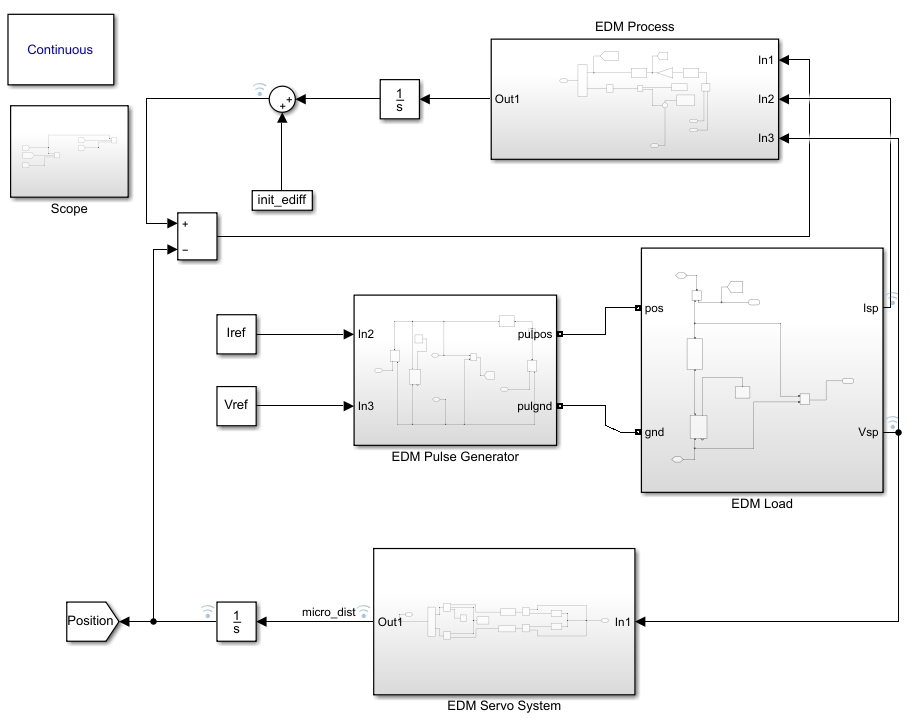 EDM Process
Continuous
In1
Out1
1
s
In2
+
+
In3
init_ediff
Scope
+
−
pos
Isp
Iref
In2
pulpos
Vref
In3
pulgnd
gnd
Vsp
EDM Pulse Generator
EDM Load
Position
1
s
micro_dist
Out1
In1
EDM Servo System